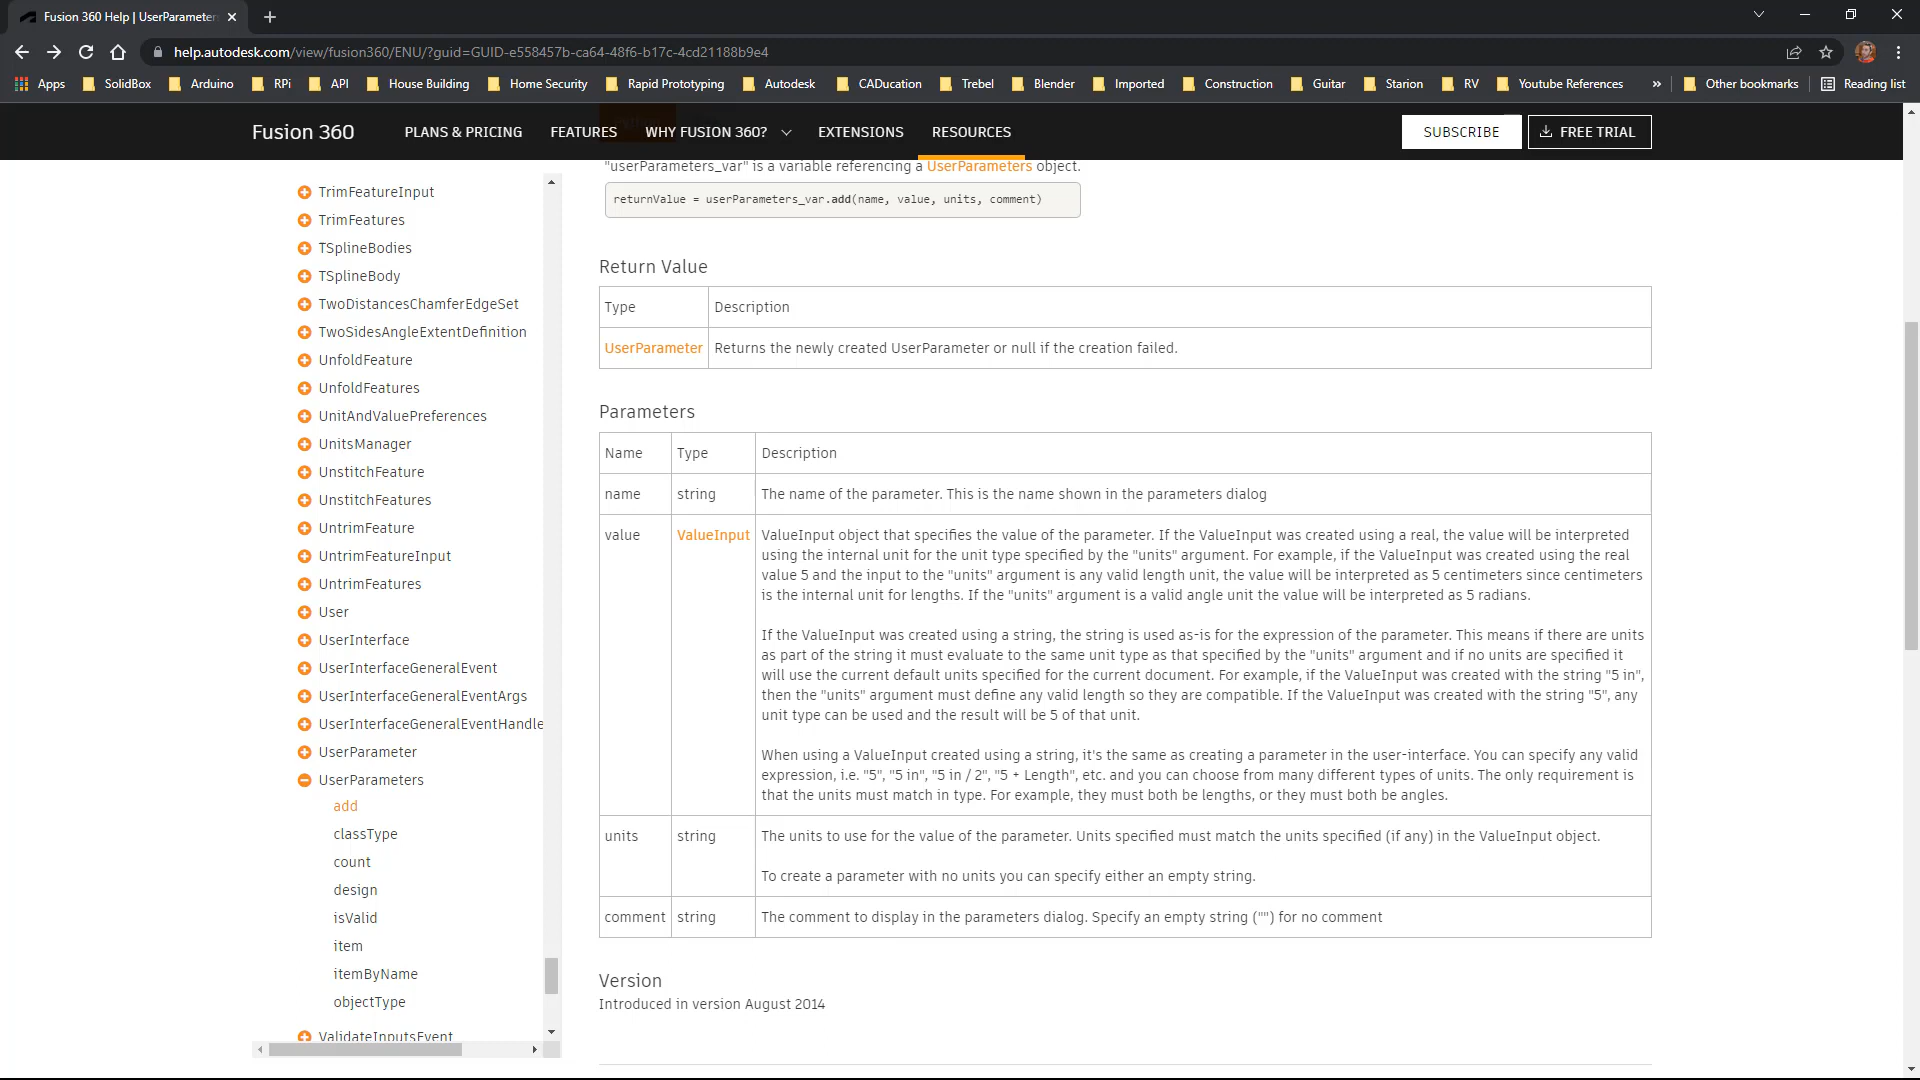 Fusion 360 Help | UserParameter
help.autodesk.com/view/fusion360/ENU/?guid=GUID-e558457b-ca64-48f6-b17c-4cd21188b9e4
Apps SolidBox Arduino RPi API House Building Home Security Rapid Prototyping Autodesk CADucation Trebel Blender Imported Construction Guitar Starion RV Youtube References » Other bookmarks Reading list
Fusion 360 PLANS & PRICING FEATURES WHY FUSION 360? EXTENSIONS RESOURCES SUBSCRIBE FREE TRIAL
TrimFeatureInput
TrimFeatures
TSplineBodies
TSplineBody
TwoDistancesChamferEdgeSet
TwoSidesAngleExtentDefinition
UnfoldFeature
UnfoldFeatures
UnitAndValuePreferences
UnitsManager
UnstitchFeature
UnstitchFeatures
UntrimFeature
UntrimFeatureInput
UntrimFeatures
User
UserInterface
UserInterfaceGeneralEvent
UserInterfaceGeneralEventArgs
UserInterfaceGeneralEventHandle
UserParameter
UserParameters
add
classType
count
design
isValid
item
itemByName
objectType
ValidateInputsEvent
"userParameters_var" is a variable referencing a UserParameters object.
returnValue = userParameters_var.add(name, value, units, comment)
Return Value
Type Description
UserParameter Returns the newly created UserParameter or null if the creation failed.
Parameters
Name Type Description
name string The name of the parameter. This is the name shown in the parameters dialog
value ValueInput ValueInput object that specifies the value of the parameter. If the ValueInput was created using a real, the value will be interpreted
using the internal unit for the unit type specified by the "units" argument. For example, if the ValueInput was created using the real
value 5 and the input to the "units" argument is any valid length unit, the value will be interpreted as 5 centimeters since centimeters
is the internal unit for lengths. If the "units" argument is a valid angle unit the value will be interpreted as 5 radians.
If the ValueInput was created using a string, the string is used as-is for the expression of the parameter. This means if there are units
as part of the string it must evaluate to the same unit type as that specified by the "units" argument and if no units are specified it
will use the current default units specified for the current document. For example, if the ValueInput was created with the string "5 in",
then the "units" argument must define any valid length so they are compatible. If the ValueInput was created with the string "5", any
unit type can be used and the result will be 5 of that unit.
When using a ValueInput created using a string, it's the same as creating a parameter in the user-interface. You can specify any valid
expression, i.e. "5", "5 in", "5 in / 2", "5 + Length", etc. and you can choose from many different types of units. The only requirement is
that the units must match in type. For example, they must both be lengths, or they must both be angles.
units string The units to use for the value of the parameter. Units specified must match the units specified (if any) in the ValueInput object.
To create a parameter with no units you can specify either an empty string.
comment string The comment to display in the parameters dialog. Specify an empty string ("") for no comment
Version
Introduced in version August 2014